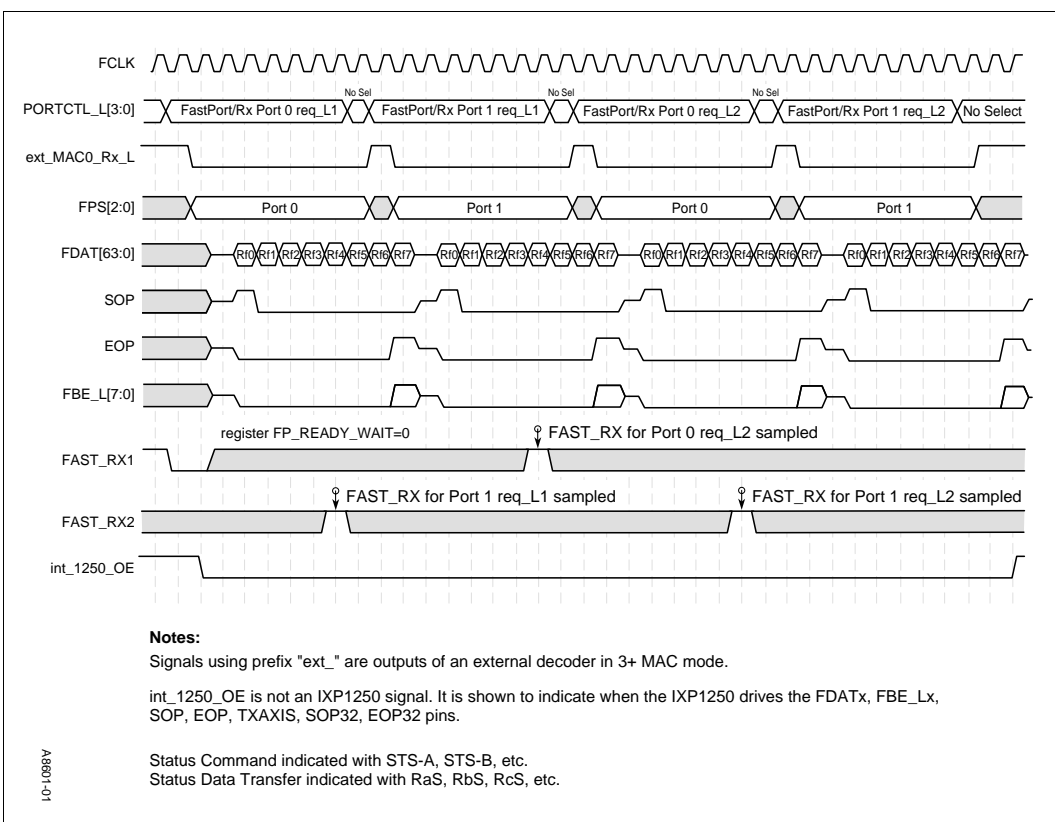 FCLK
No Sel No Sel No Sel
PORTCTL_L[3:0] FastPort/Rx Port 0 req_L1 FastPort/Rx Port 1 req_L1 FastPort/Rx Port 0 req_L2 FastPort/Rx Port 1 req_L2 No Select
ext_MAC0_Rx_L
FPS[2:0] Port 0 Port 1 Port 0 Port 1
FDAT[63:0] Rf0 Rf1 Rf2 Rf3 Rf4 Rf5 Rf6 Rf7 Rf0 Rf1 Rf2 Rf3 Rf4 Rf5 Rf6 Rf7 Rf0 Rf1 Rf2 Rf3 Rf4 Rf5 Rf6 Rf7 Rf0 Rf1 Rf2 Rf3 Rf4 Rf5 Rf6 Rf7
SOP
EOP
FBE_L[7:0]
register FP_READY_WAIT=0 FAST_RX for Port 0 req_L2 sampled
FAST_RX1
FAST_RX for Port 1 req_L1 sampled FAST_RX for Port 1 req_L2 sampled
FAST_RX2
int_1250_OE
Notes:
Signals using prefix "ext_" are outputs of an external decoder in 3+ MAC mode.
int_1250_OE is not an IXP1250 signal. It is shown to indicate when the IXP1250 drives the FDATx, FBE_Lx,
SOP, EOP, TXAXIS, SOP32, EOP32 pins.
Status Command indicated with STS-A, STS-B, etc.
Status Data Transfer indicated with RaS, RbS, RcS, etc.
A8601-01